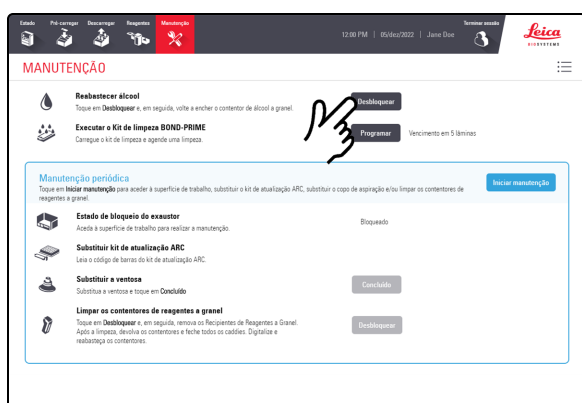 Estado
Pré-carregar
Descarregar
Reagentes
Manutenção
12:00 PM | 05/dez/2022 | Jane Doe
Terminar sessão
Leica
BIOSYSTEMS
MANUTENÇÃO
Reabastecer álcool
Toque em Desbloquear e, em seguida, volte a encher o contentor de álcool a granel.
Desbloquear
Executar o Kit de limpeza BOND-PRIME
Carregue o kit de limpeza e agende uma limpeza.
Programar
Vencimento em 5 lâminas
Manutenção periódica
Toque em Iniciar manutenção para aceder à superfície de trabalho, substituir o kit de atualização ARC, substituir o copo de aspiração e/ou limpar os contentores de
reagentes a granel.
Iniciar manutenção
Estado de bloqueio do exaustor
Aceda à superfície de trabalho para realizar a manutenção.
Bloqueado
Substituir kit de atualização ARC
Leia o código de barras do kit de atualização ARC.
Substituir a ventosa
Substitua a ventosa e toque em Concluído
Concluído
Limpar os contentores de reagentes a granel
Toque em Desbloquear e, em seguida, remova os Recipientes de Reagentes a Granel.
Após a limpeza, devolva os contentores e feche todos os caddies. Digitalize e
reabasteça os contentores.
Desbloquear